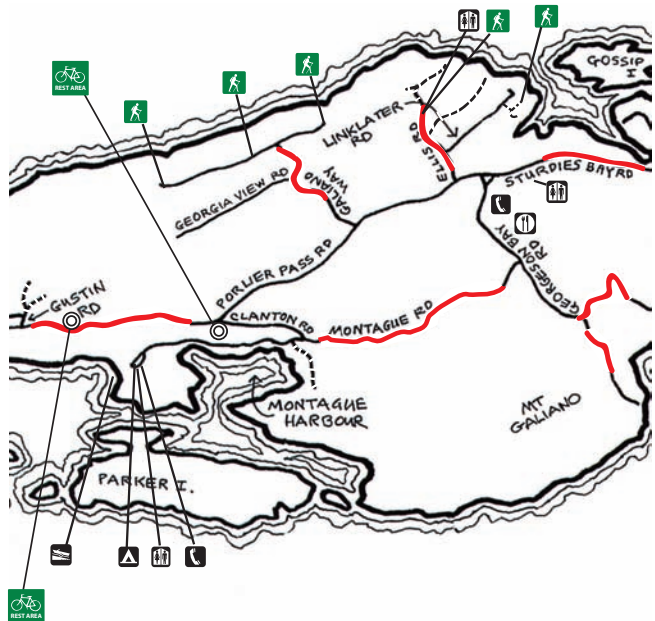 GOSSIP
I.
REST AREA
LINKLATER
RD
ELLIS RD
STURDIES BAY RD
GALIANO
WAY
GEORGIA VIEW RD
GEORGESON BAY
RD
PORLIER PASS RD
GUSTIN
RD
CLANTON RD
MONTAGUE RD
MONTAGUE
HARBOUR
MT
GALIANO
PARKER I.
REST AREA